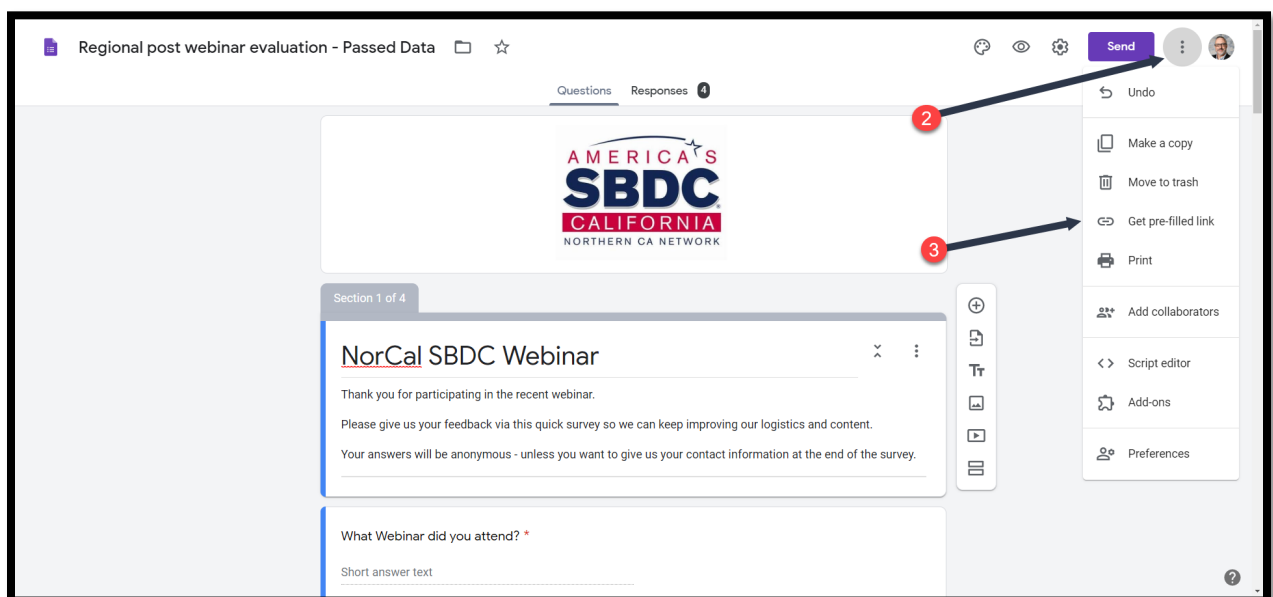 Regional post webinar evaluation - Passed Data
Send
Questions Responses 4
Undo
2
Make a copy
Move to trash
Get pre-filled link
3
Print
Add collaborators
Script editor
Add-ons
Preferences
AMERICA'S
SBDC
CALIFORNIA
NORTHERN CA NETWORK
Section 1 of 4
NorCal SBDC Webinar
Thank you for participating in the recent webinar.
Please give us your feedback via this quick survey so we can keep improving our logistics and content.
Your answers will be anonymous - unless you want to give us your contact information at the end of the survey.
Tт
What Webinar did you attend? *
Short answer text